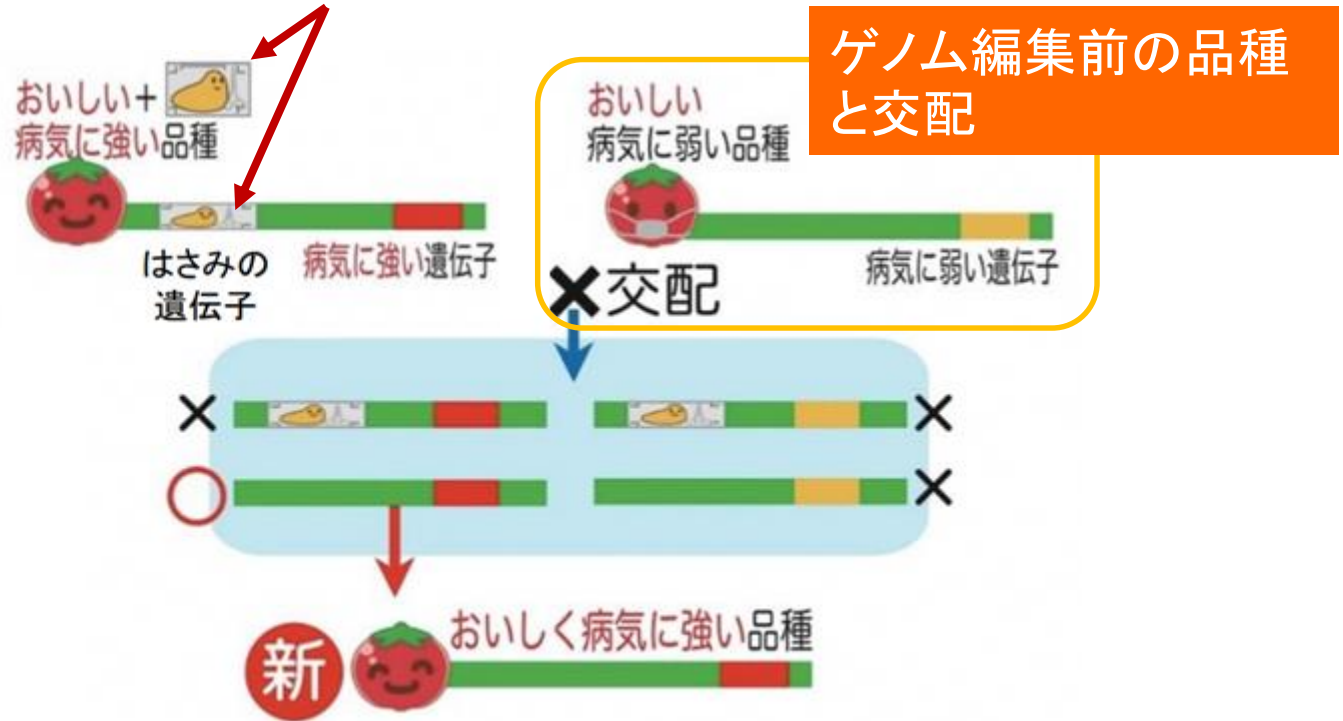 ゲノム編集前の品種
と交配
おいしい+
病気に強い品種
おいしい
病気に弱い品種
はさみの
遺伝子
病気に強い遺伝子
病気に弱い遺伝子
×交配
×
×
○
×
新
おいしく病気に強い品種